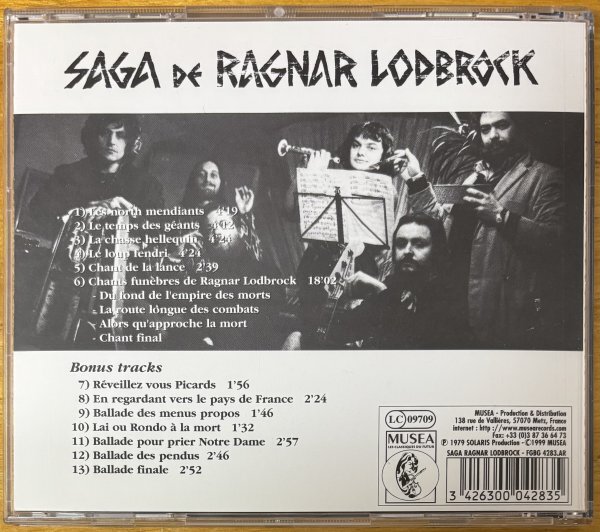 SAGA DE RAGNAR LODBROCK
1) Les north mendiants 4'19
2) Le temps des géants 4'12
3) La chasse hellequin 4'24
4) Le loup fendri 4'24
5) Chant de la lance 2'39
6) Chants funèbres de Ragnar Lodbrock 18'02
- Du fond de l'empire des morts
- La route longue des combats
- Alors qu'approche la mort
- Chant final
Bonus tracks
7) Réveillez vous Picards 1'56
8) En regardant vers le pays de France 2'24
9) Ballade des menus propos 1'46
10) Lai ou Rondo à la mort 1'32
11) Ballade pour prier Notre Dame 2'57
12) Ballade des pendus 2'46
13) Ballade finale 2'52
LC 09709
MUSEA
LES CLASSIQUES DU FUTUR
MUSEA - Production & Distribution
138 rue de Vallières, 57070 Metz, France
internet : http : //www.musearecords.com
Fax: +33 (0)3 87 36 64 73
℗ 1979 SOLARIS Production - © 1999 MUSEA
SAGA RAGNAR LODBROCK - FGBG 4283.AR
3 426300 042835